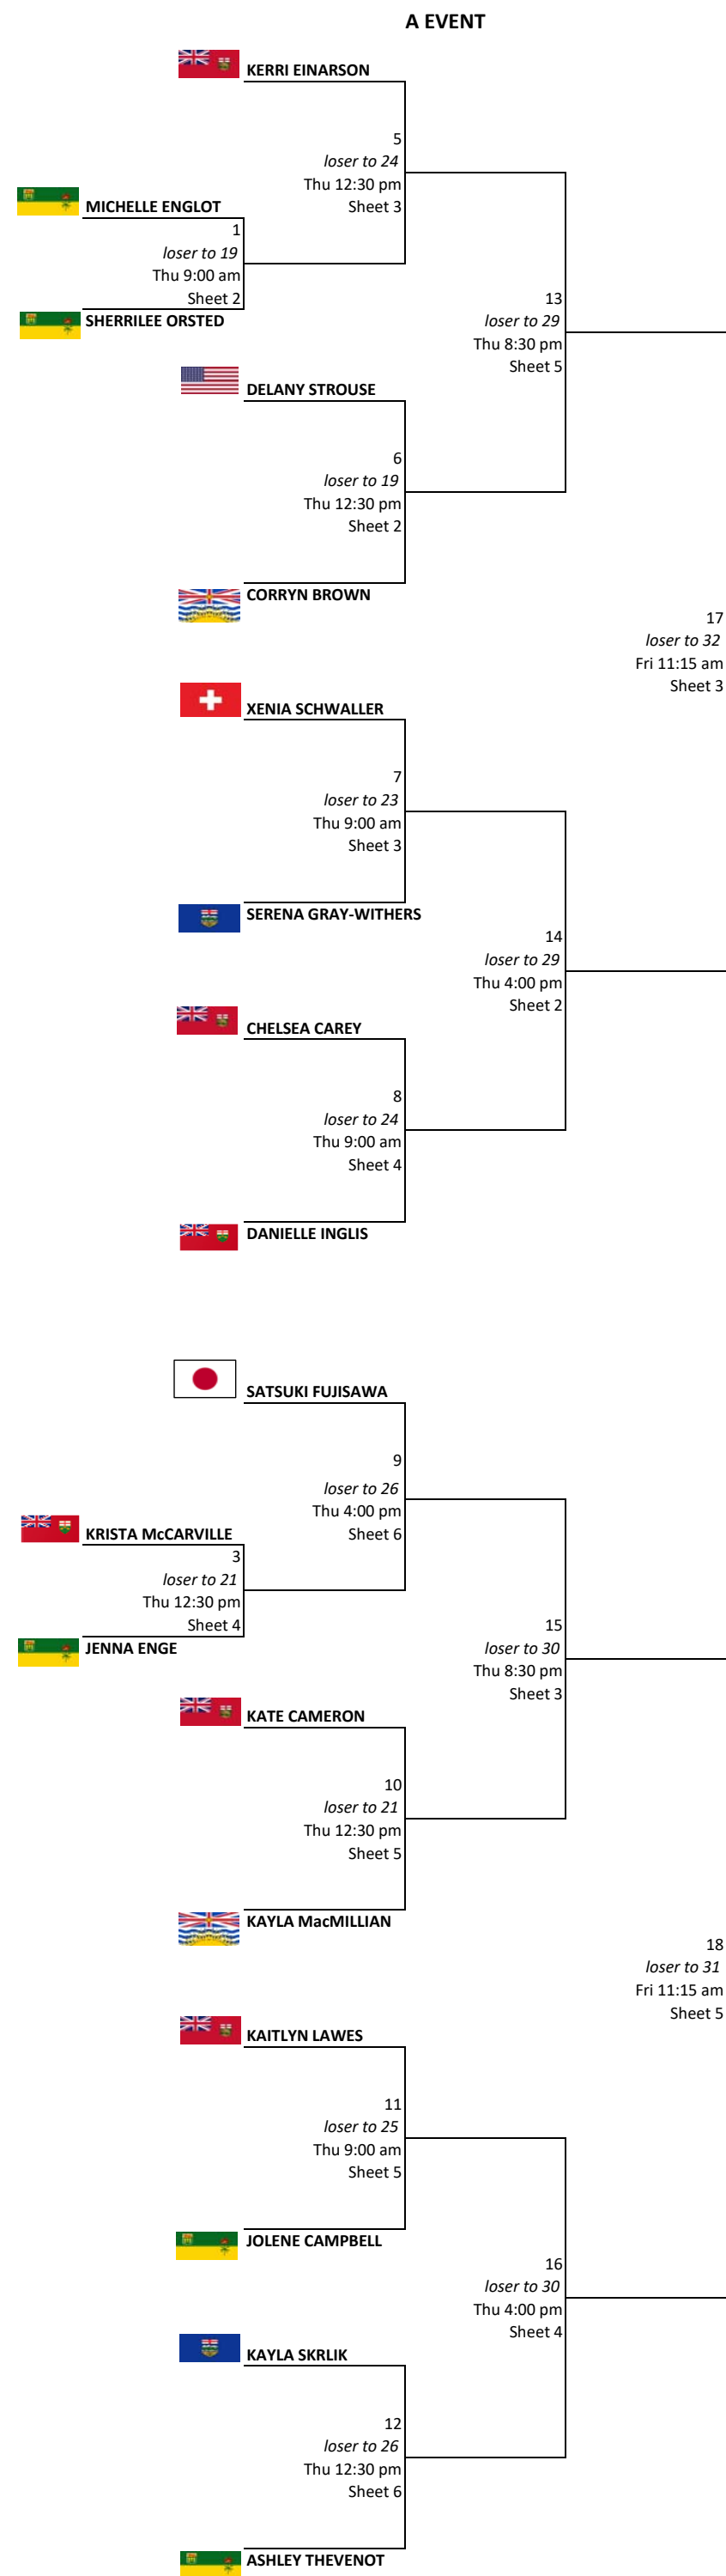 A EVENT
KERRI EINARSON
5
loser to 24
Thu 12:30 pm
Sheet 3
MICHELLE ENGLOT
1
loser to 19
Thu 9:00 am
Sheet 2
SHERRILEE ORSTED
13
loser to 29
Thu 8:30 pm
Sheet 5
DELANY STROUSE
6
loser to 19
Thu 12:30 pm
Sheet 2
CORRYN BROWN
17
loser to 32
Fri 11:15 am
Sheet 3
XENIA SCHWALLER
7
loser to 23
Thu 9:00 am
Sheet 3
SERENA GRAY-WITHERS
14
loser to 29
Thu 4:00 pm
Sheet 2
CHELSEA CAREY
8
loser to 24
Thu 9:00 am
Sheet 4
DANIELLE INGLIS
SATSUKI FUJISAWA
9
loser to 26
Thu 4:00 pm
Sheet 6
KRISTA McCARVILLE
3
loser to 21
Thu 12:30 pm
Sheet 4
JENNA ENGE
15
loser to 30
Thu 8:30 pm
Sheet 3
KATE CAMERON
10
loser to 21
Thu 12:30 pm
Sheet 5
KAYLA MacMILLIAN
18
loser to 31
Fri 11:15 am
Sheet 5
KAITLYN LAWES
11
loser to 25
Thu 9:00 am
Sheet 5
JOLENE CAMPBELL
16
loser to 30
Thu 4:00 pm
Sheet 4
KAYLA SKRLIK
12
loser to 26
Thu 12:30 pm
Sheet 6
ASHLEY THEVENOT